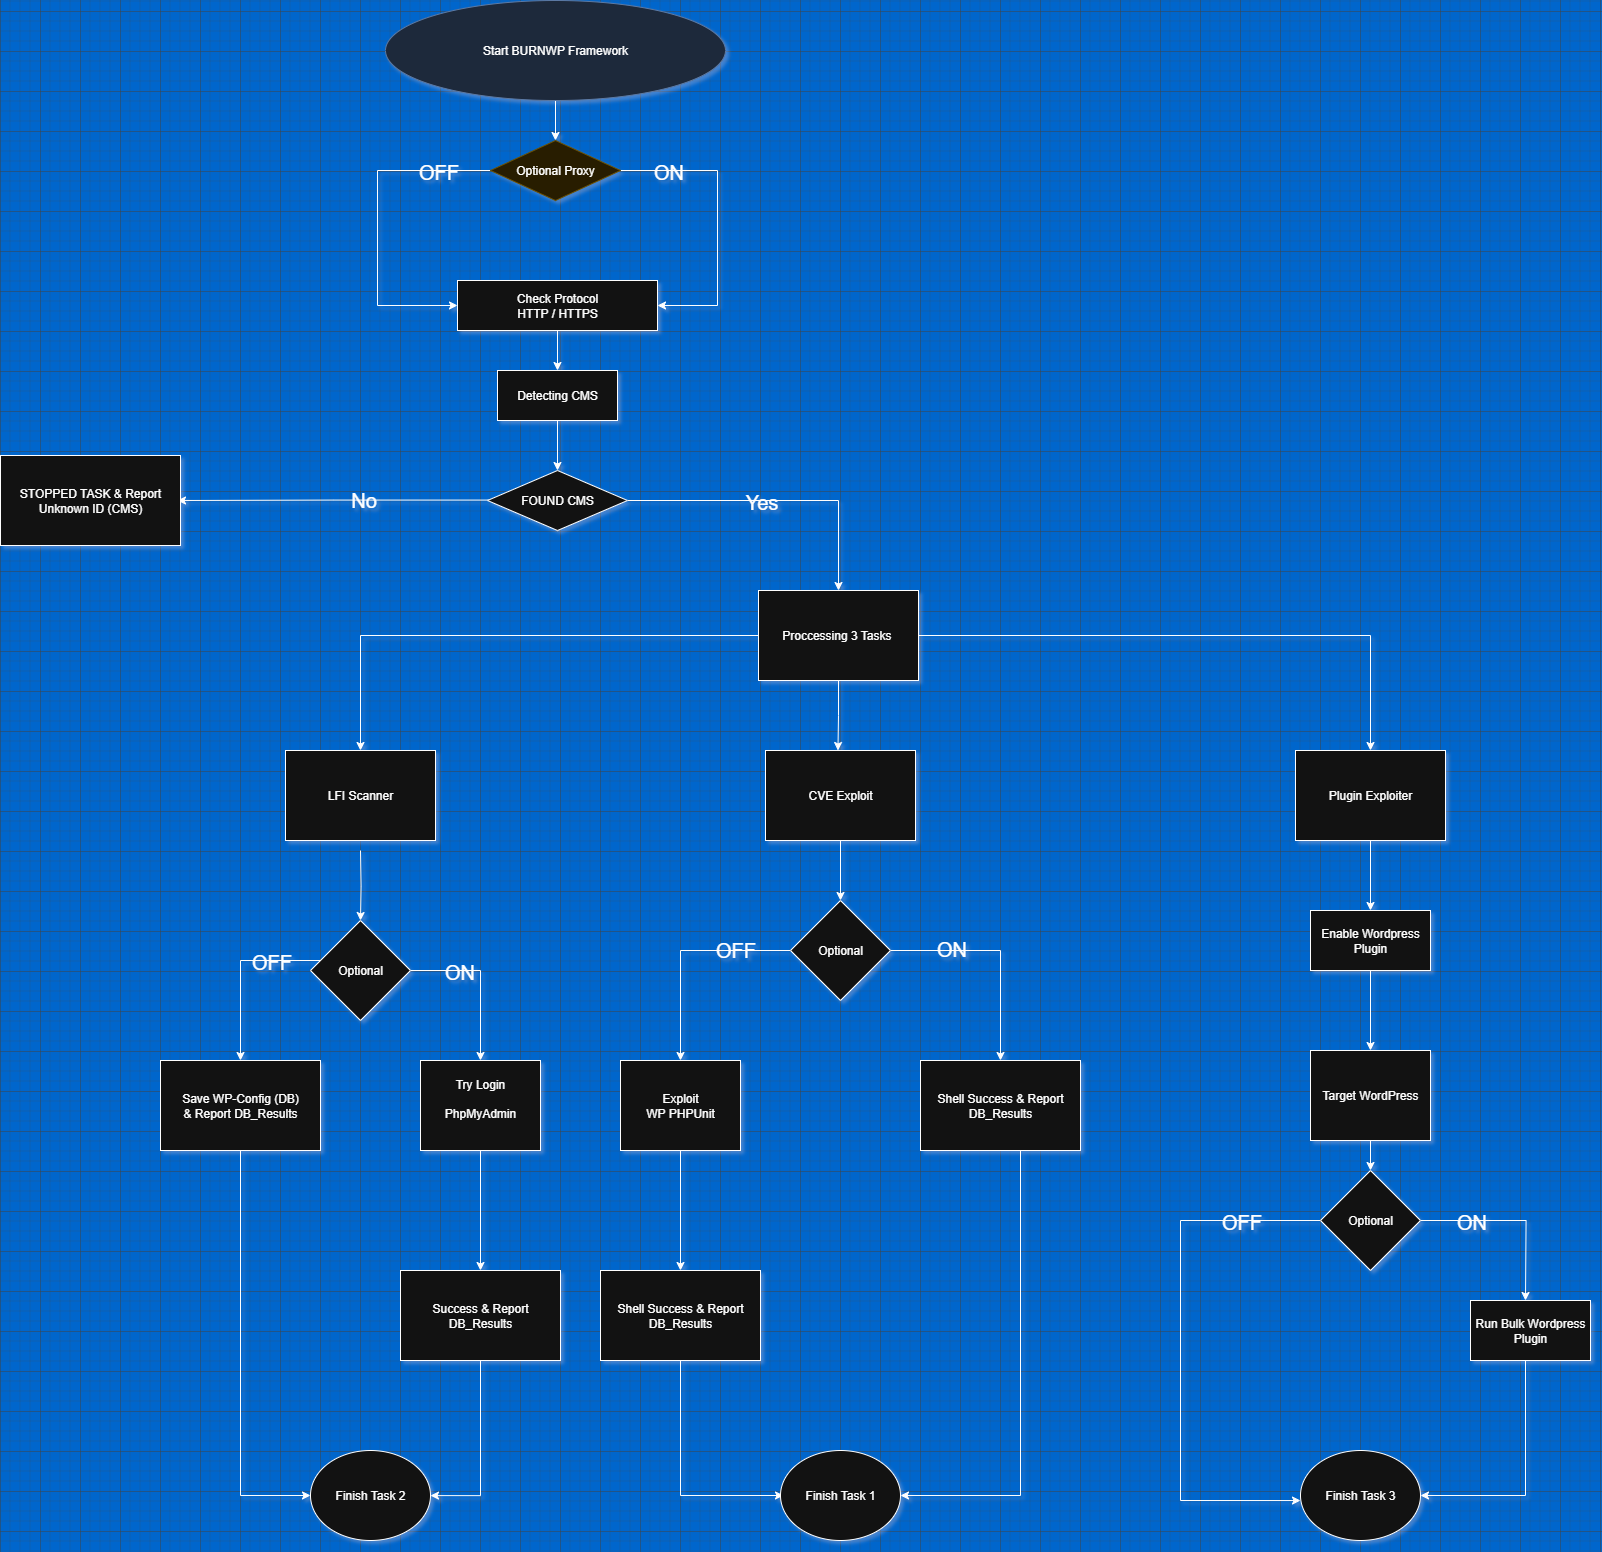 Start BURNWP Framework
Optional Proxy
OFF
ON
Check Protocol
HTTP / HTTPS
Detecting CMS
STOPPED TASK & Report
Unknown ID (CMS)
No
FOUND CMS
Yes
Proccessing 3 Tasks
LFI Scanner
CVE Exploit
Plugin Exploiter
Optional
OFF
ON
Optional
OFF
ON
Enable Wordpress
Plugin
Save WP-Config (DB)
& Report DB_Results
Try Login
PhpMyAdmin
Exploit
WP PHPUnit
Shell Success & Report
DB_Results
Target WordPress
Optional
OFF
ON
Success & Report
DB_Results
Shell Success & Report
DB_Results
Run Bulk Wordpress
Plugin
Finish Task 2
Finish Task 1
Finish Task 3